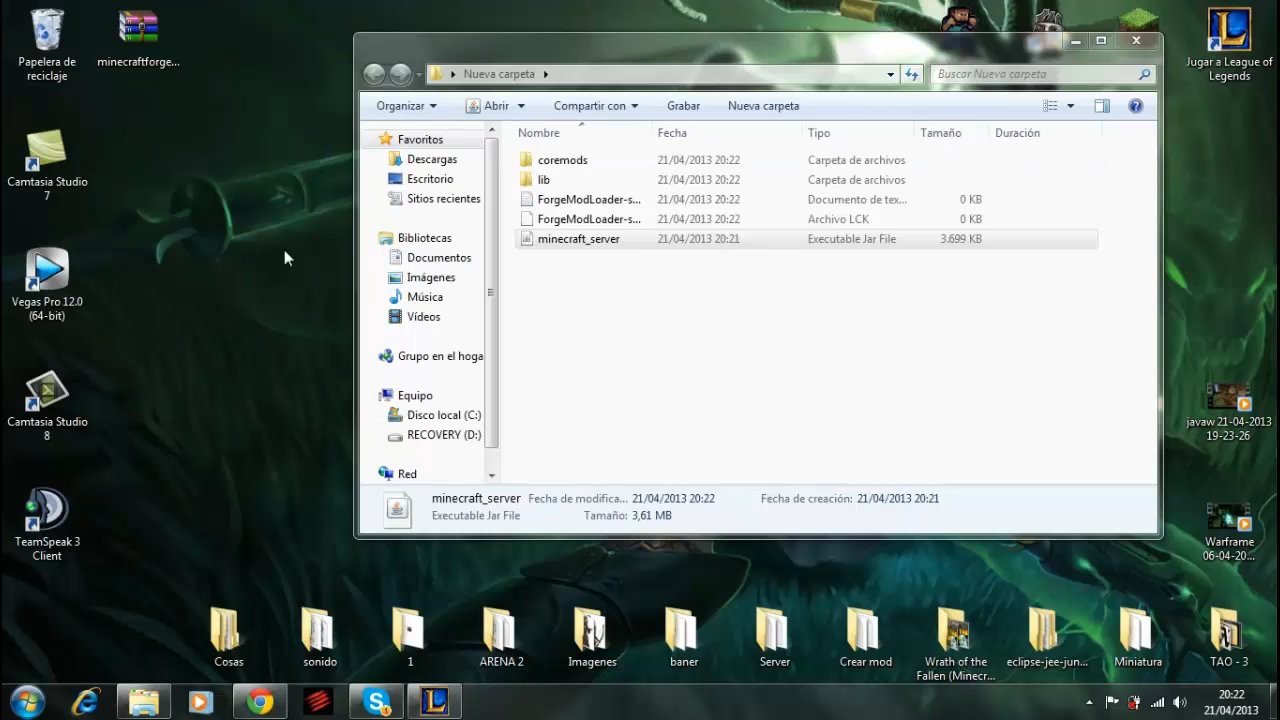 Papelera de
reciclaje
minecraftforge...
Jugar a League of
Legends
Camtasia Studio
7
Vegas Pro 12.0
(64-bit)
Camtasia Studio
8
TeamSpeak 3
Client
javaw 21-04-2013
19-23-26
Warframe
06-04-20...
Nueva carpeta
Buscar Nueva carpeta
Organizar
Abrir
Compartir con
Grabar
Nueva carpeta
Favoritos
Descargas
Escritorio
Sitios recientes
Bibliotecas
Documentos
Imágenes
Música
Vídeos
Grupo en el hoga
Equipo
Disco local (C:)
RECOVERY (D:)
Red
Nombre Fecha Tipo Tamaño Duración
coremods 21/04/2013 20:22 Carpeta de archivos
lib 21/04/2013 20:22 Carpeta de archivos
ForgeModLoader-s... 21/04/2013 20:22 Documento de tex... 0 KB
ForgeModLoader-s... 21/04/2013 20:22 Archivo LCK 0 KB
minecraft_server 21/04/2013 20:21 Executable Jar File 3.699 KB
minecraft_server Fecha de modifica... 21/04/2013 20:22 Fecha de creación: 21/04/2013 20:21
Executable Jar File Tamaño: 3,61 MB
Cosas
sonido
1
ARENA 2
Imagenes
baner
Server
Crear mod
Wrath of the
Fallen (Minecr...
eclipse-jee-jun...
Miniatura
TAO - 3
20:22
21/04/2013